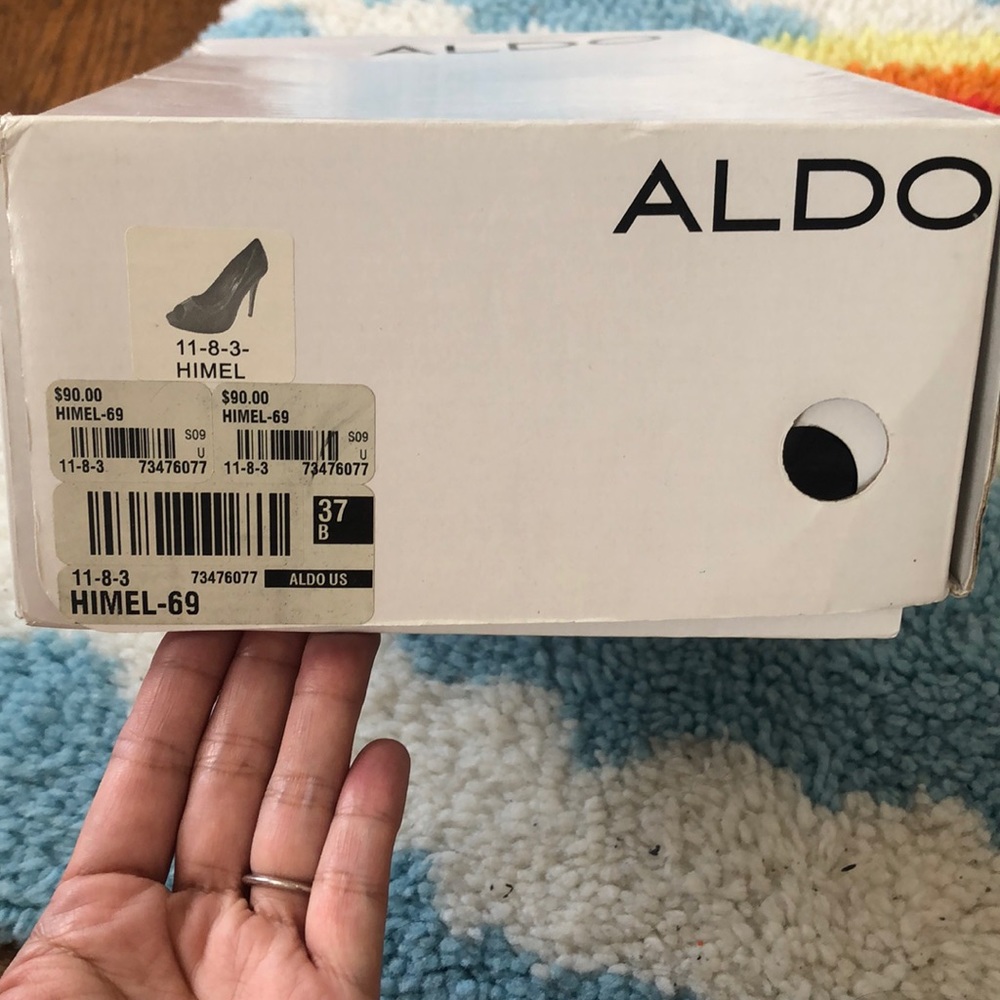 ALDO
ALDO
11-8-3-
HIMEL
$90.00
HIMEL-69
S09
U
11-8-3 73476077
$90.00
HIMEL-69
S09
U
11-8-3 73476077
37
B
11-8-3 73476077 ALDO US
HIMEL-69